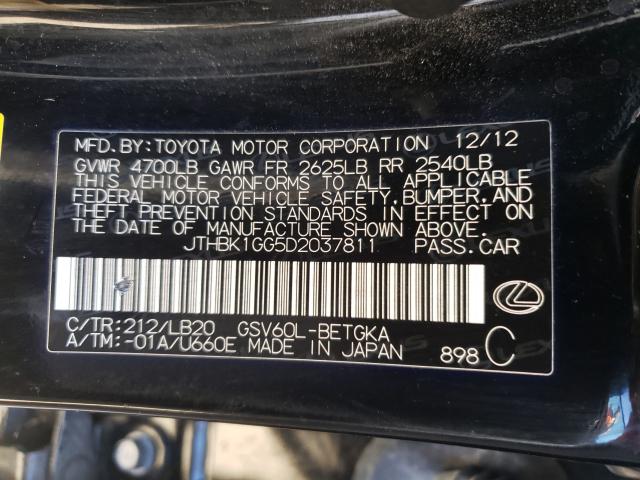 MFD. BY: TOYOTA MOTOR CORPORATION 12/12
GVWR 4700LB GAWR FR 2625LB RR 2540LB
THIS VEHICLE CONFORMS TO ALL APPLICABLE
FEDERAL MOTOR VEHICLE SAFETY, BUMPER, AND
THEFT PREVENTION STANDARDS IN EFFECT ON
THE DATE OF MANUFACTURE SHOWN ABOVE.
JTHBK1GG5D2037811 PASS.CAR
C/TR:212/LB20 GSV60L-BETGKA
A/TM:-01A/U660E MADE IN JAPAN 898 C